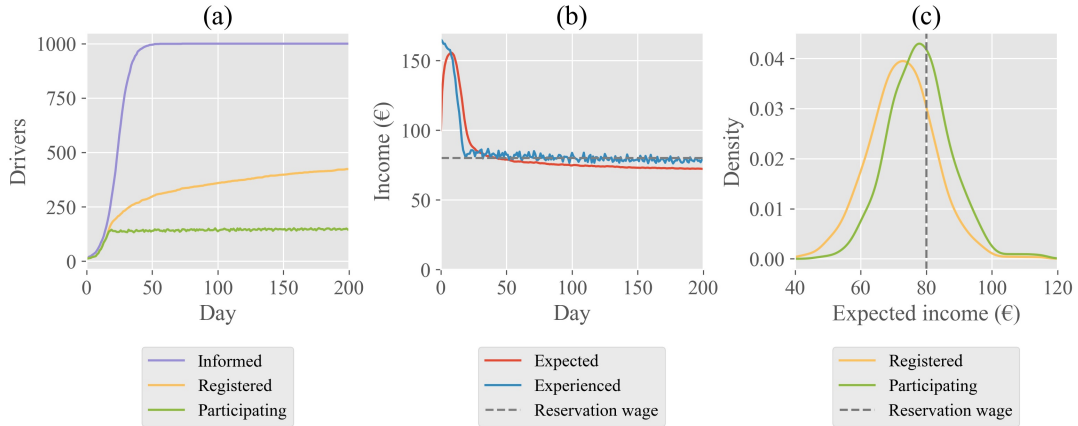 (a)
1000
750
500
250
0
Drivers
0 50 100 150 200
Day
Informed
Registered
Participating
(b)
150
100
50
0
Income (€)
0 50 100 150 200
Day
Expected
Experienced
Reservation wage
(c)
0.04
0.03
0.02
0.01
0.00
Density
40 60 80 100 120
Expected income (€)
Registered
Participating
Reservation wage